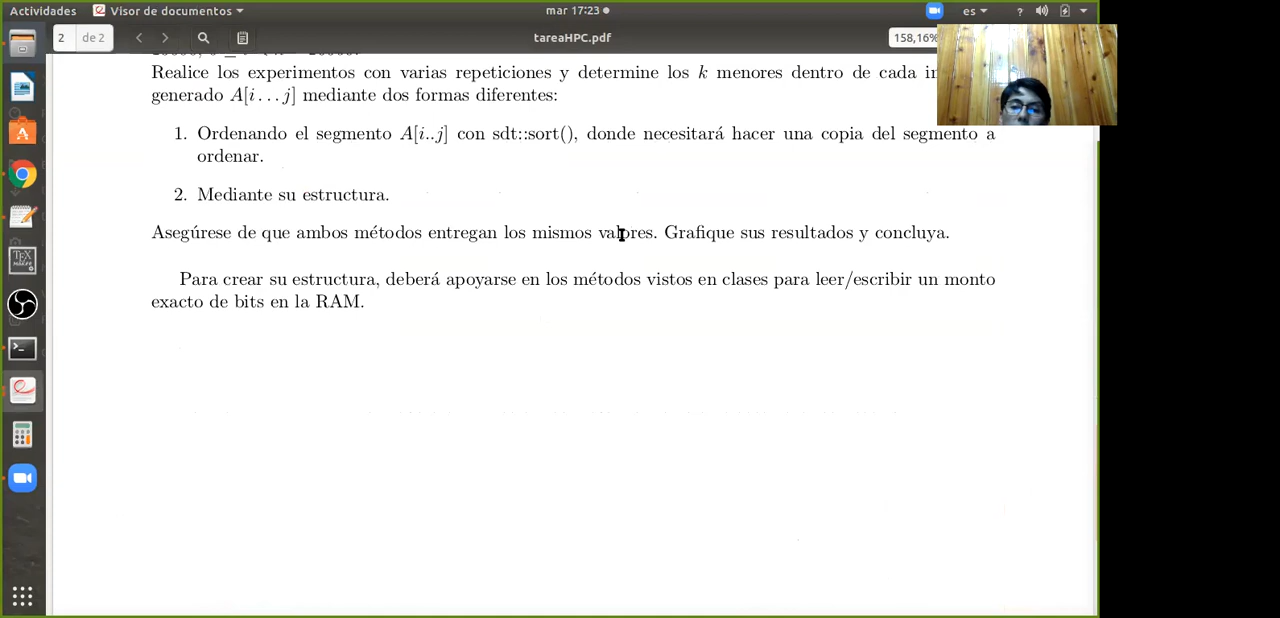 Actividades Visor de documentos mar 17:23 es ?
2 de 2 tareaHPC.pdf 158,16%
Realice los experimentos con varias repeticiones y determine los k menores dentro de cada in
generado A[i . . . j] mediante dos formas diferentes:
1. Ordenando el segmento A[i..j] con sdt::sort(), donde necesitará hacer una copia del segmento a
ordenar.
2. Mediante su estructura.
Asegúrese de que ambos métodos entregan los mismos valores. Grafique sus resultados y concluya.
Para crear su estructura, deberá apoyarse en los métodos vistos en clases para leer/escribir un monto
exacto de bits en la RAM.